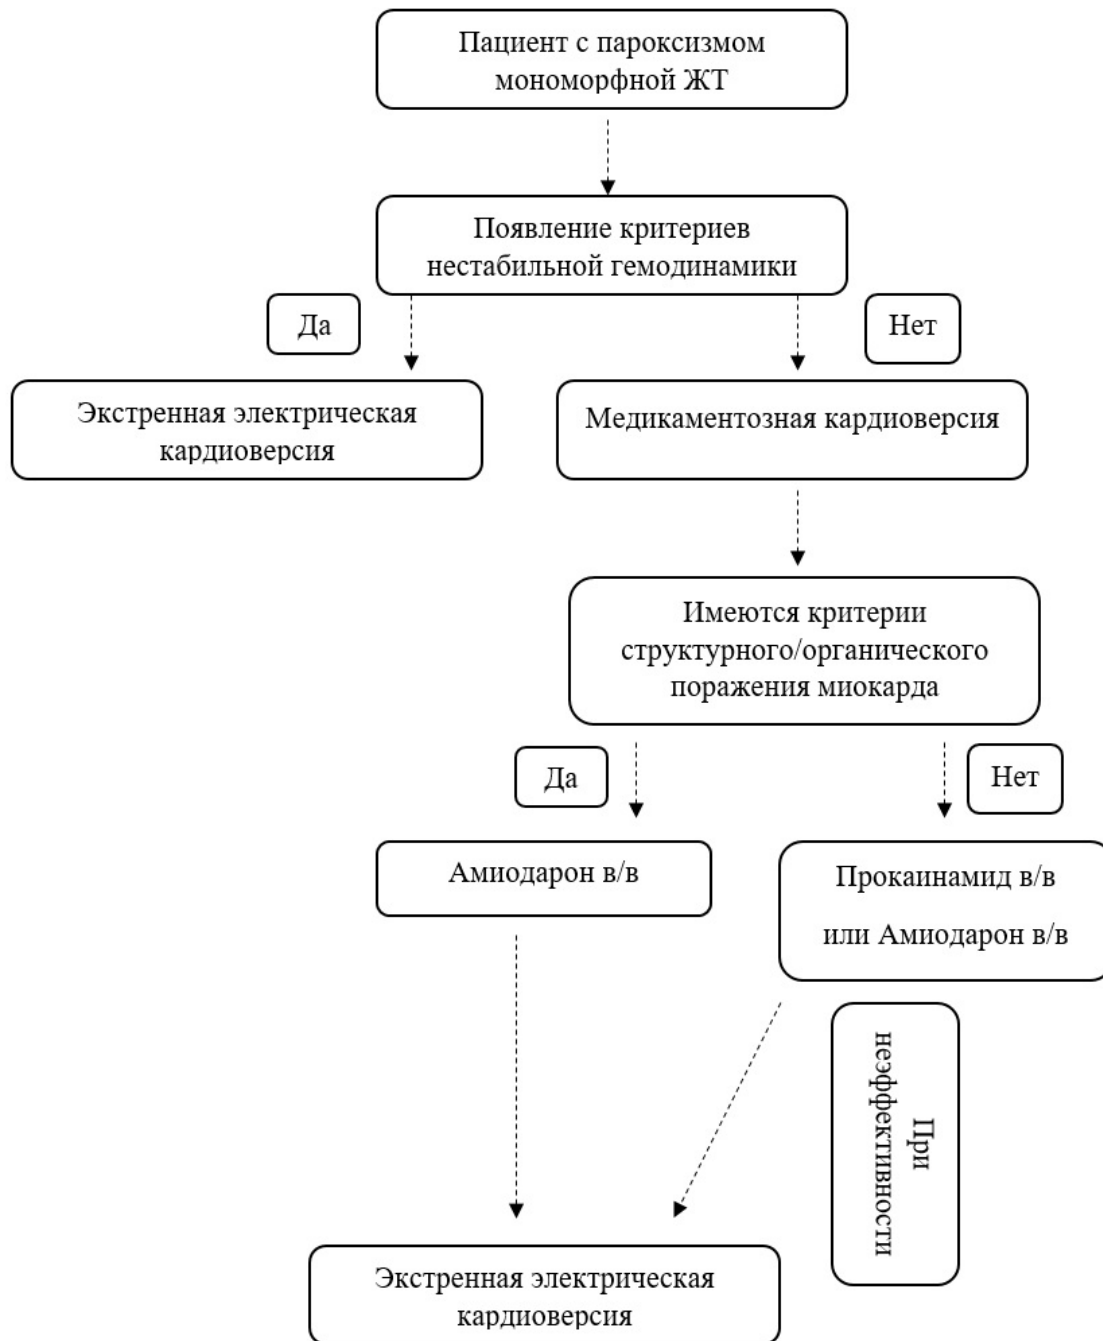 Пациент с пароксизмом
мономорфной ЖТ
Появление критериев
нестабильной гемодинамики
Да
Нет
Экстренная электрическая
кардиоверсия
Медикаментозная кардиоверсия
Имеются критерии
структурного/органического
поражения миокарда
Да
Нет
Амиодарон в/в
Прокаинамид в/в
или Амиодарон в/в
При
неэффективности
Экстренная электрическая
кардиоверсия